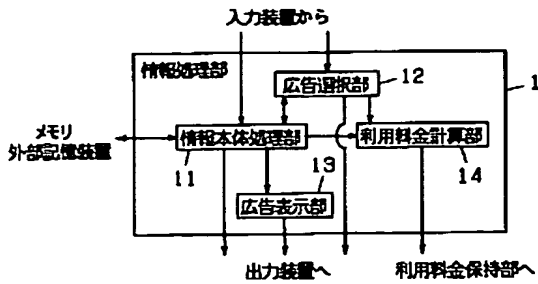 入力装置から
情報処理部
広告選択部
12
1
メモリ
外部記憶装置
情報本体処理部
利用料金計算部
11
13
14
広告表示部
出力装置へ
利用料金保持部へ